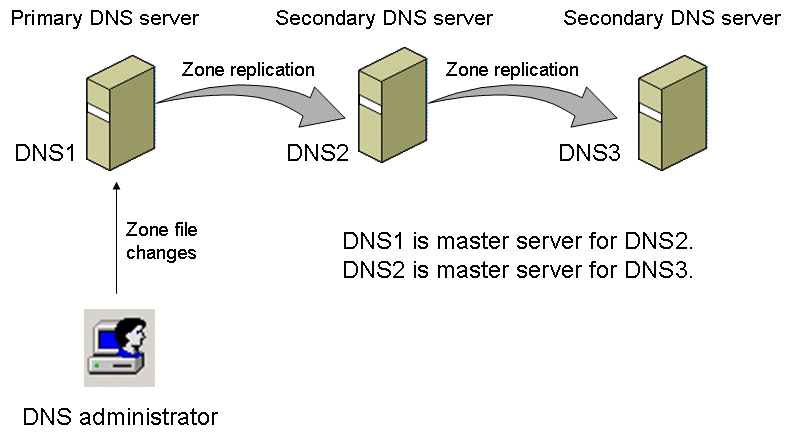 Primary DNS server
Secondary DNS server
Secondary DNS server
Zone replication
Zone replication
DNS1
DNS2
DNS3
Zone file
changes
DNS1 is master server for DNS2.
DNS2 is master server for DNS3.
DNS administrator